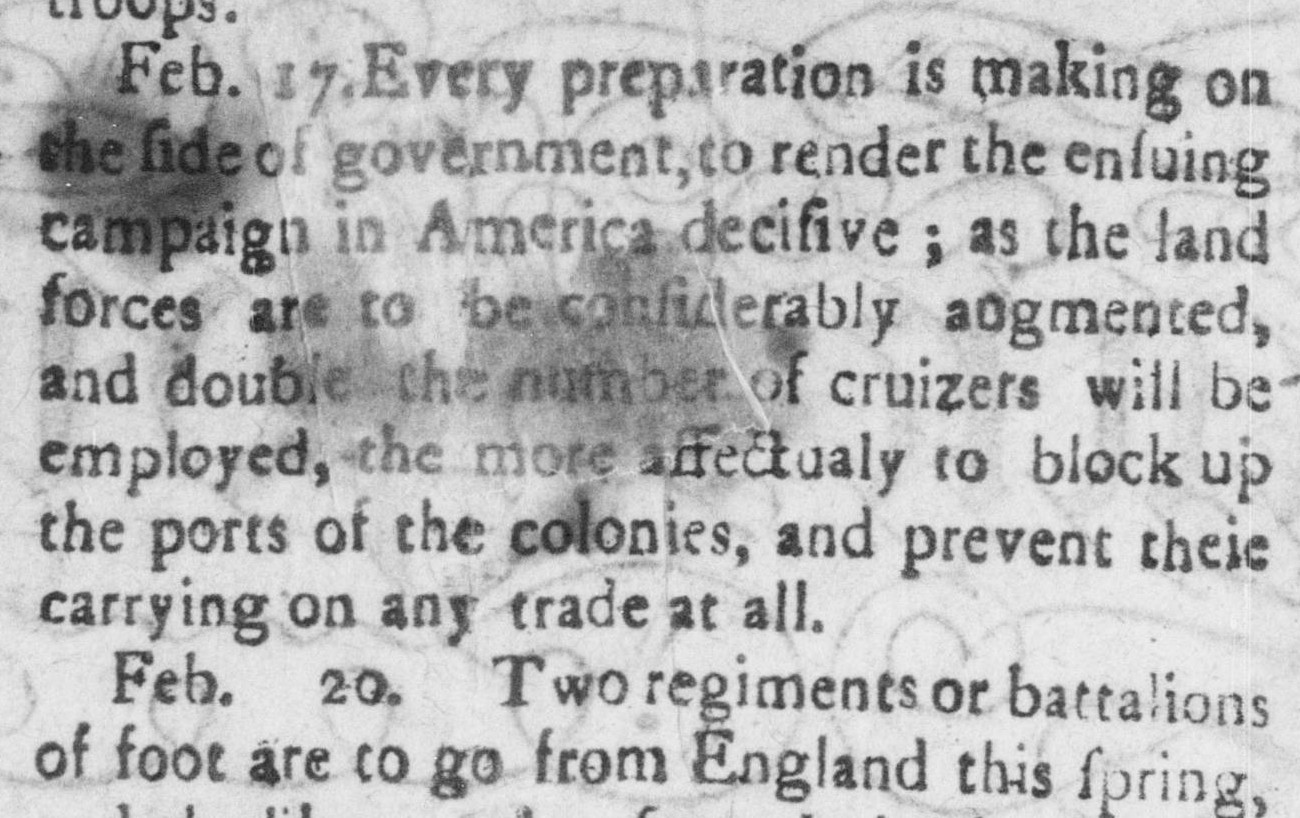 troops.
Feb. 17. Every preparation is making on
the ſide of government, to render the enſuing
campaign in America deciſive ; as the land
forces are to be conſiderably aogmented,
and double the number of cruizers will be
employed, the more affectualy to block up
the ports of the colonies, and prevent theie
carrying on any trade at all.
Feb. 20. Two regiments or battalions
of foot are to go from England this ſpring,